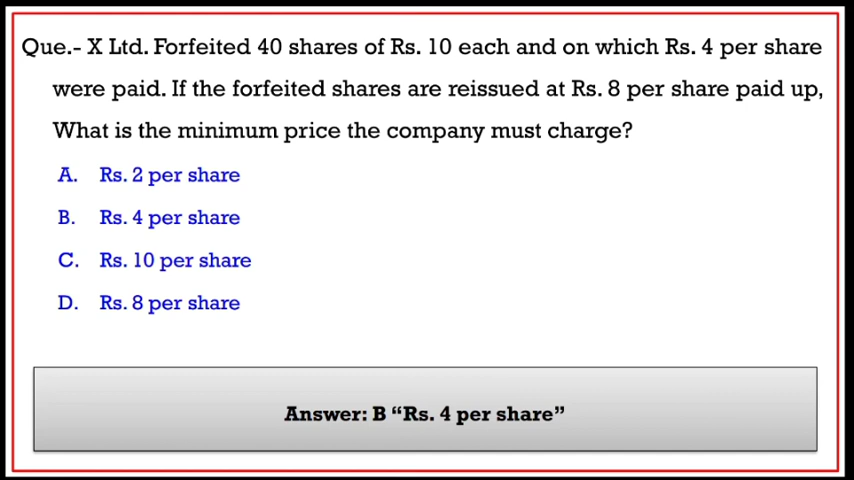 Que.- X Ltd. Forfeited 40 shares of Rs. 10 each and on which Rs. 4 per share
were paid. If the forfeited shares are reissued at Rs. 8 per share paid up,
What is the minimum price the company must charge?
A. Rs. 2 per share
B. Rs. 4 per share
C. Rs. 10 per share
D. Rs. 8 per share
Answer: B “Rs. 4 per share”